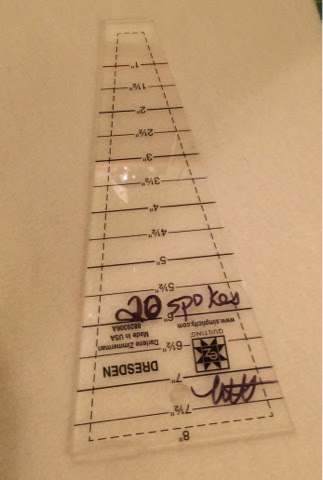 1"
1½"
2"
2½"
3"
3½"
4"
4½"
5"
5½"
20 spokes
6"
6½"
7"
7½"
8"
EZ
QUILTING
www.simplicity.com
DRESDEN
Darlene Zimmerman
Made in USA
8829306A